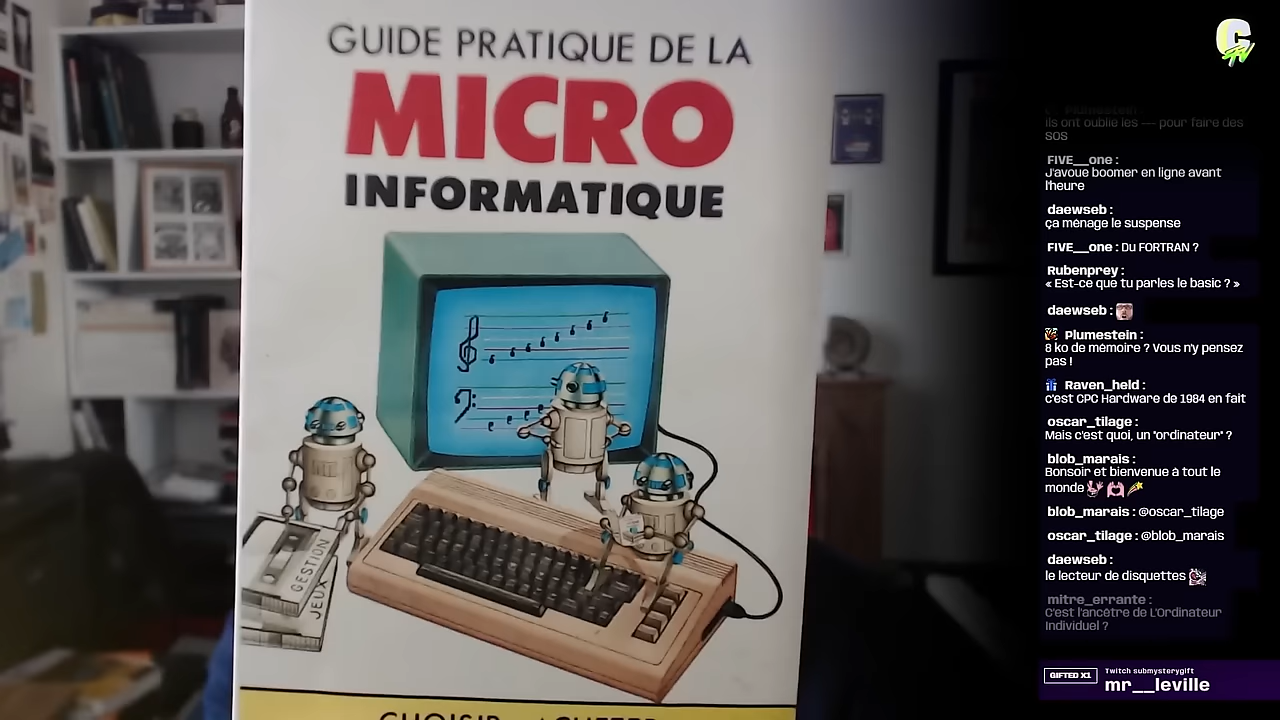 GUIDE PRATIQUE DE LA
MICRO
INFORMATIQUE
GESTION
JEUX
CHOISIR
ils ont oublié les --- pour faire des
sos
FIVE__one :
J'avoue boomer en ligne avant
l'heure
daewseb :
ça ménage le suspense
FIVE__one : Du FORTRAN ?
Rubenprey :
« Est-ce que tu parles le basic ? »
daewseb :
Plumestein :
8 ko de mémoire ? Vous n'y pensez
pas !
Raven_held :
c'est CPC Hardware de 1984 en fait
oscar_tilage :
Mais c'est quoi, un "ordinateur" ?
blob_marais :
Bonsoir et bienvenue à tout le
monde
blob_marais : @oscar_tilage
oscar_tilage : @blob_marais
daewseb :
le lecteur de disquettes
mitre_errante :
C'est l'ancêtre de L'Ordinateur
Individuel ?
GIFTED X1
Twitch submysterygift
mr__leville